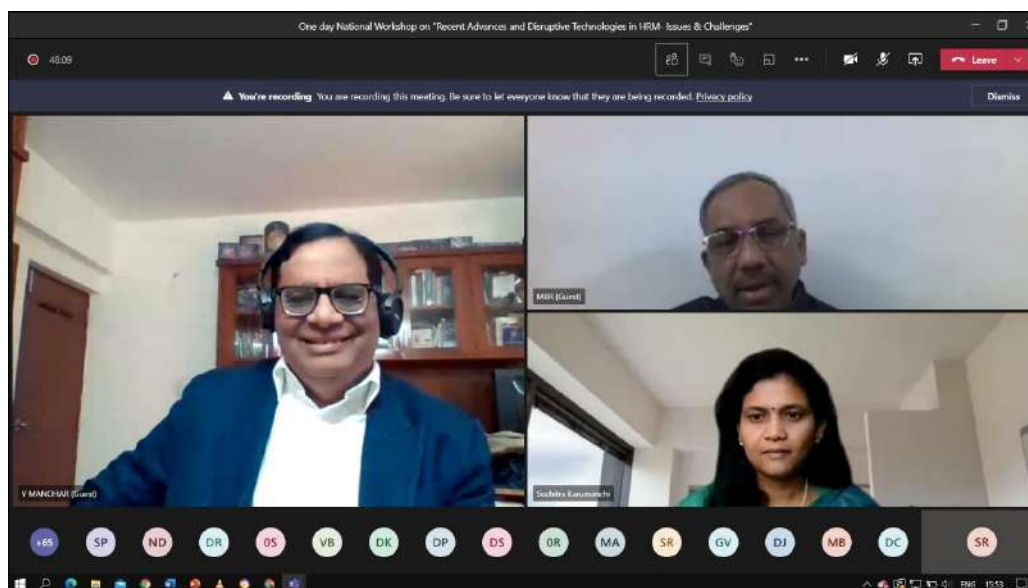 One day National Workshop on "Recent Advances and Disruptive Technologies in HRM- Issues & Challenges"
48:09
Leave
You're recording You are recording this meeting. Be sure to let everyone know that they are being recorded. Privacy policy
Dismiss
V MANOHAR (Guest)
MBR (Guest)
Suchitra Karumanchi
+65
SP
ND
DR
0S
VB
DK
DP
DS
0R
MA
SR
GV
DJ
MB
DC
SR
ENG
15:53